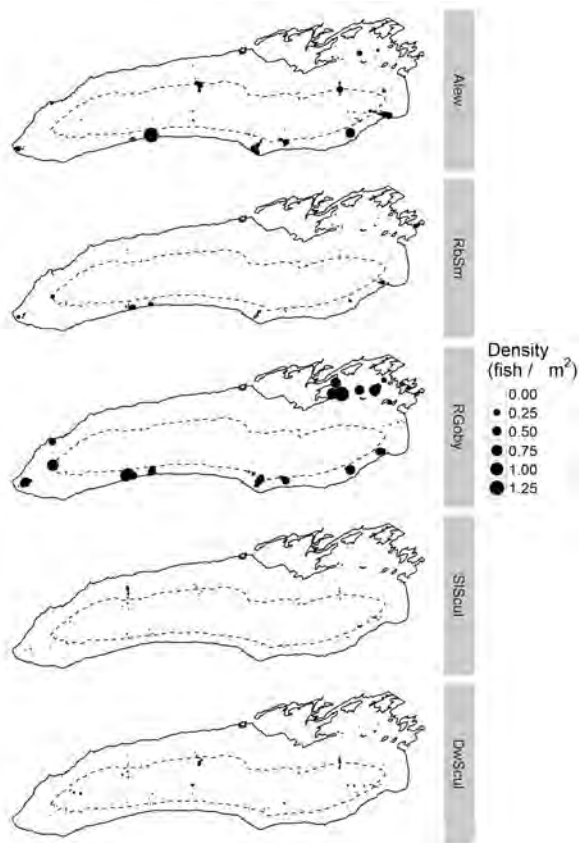 Alew
RbSm
RGoby
SlScul
DwScul
Density
(fish / m²)
0.00
0.25
0.50
0.75
1.00
1.25